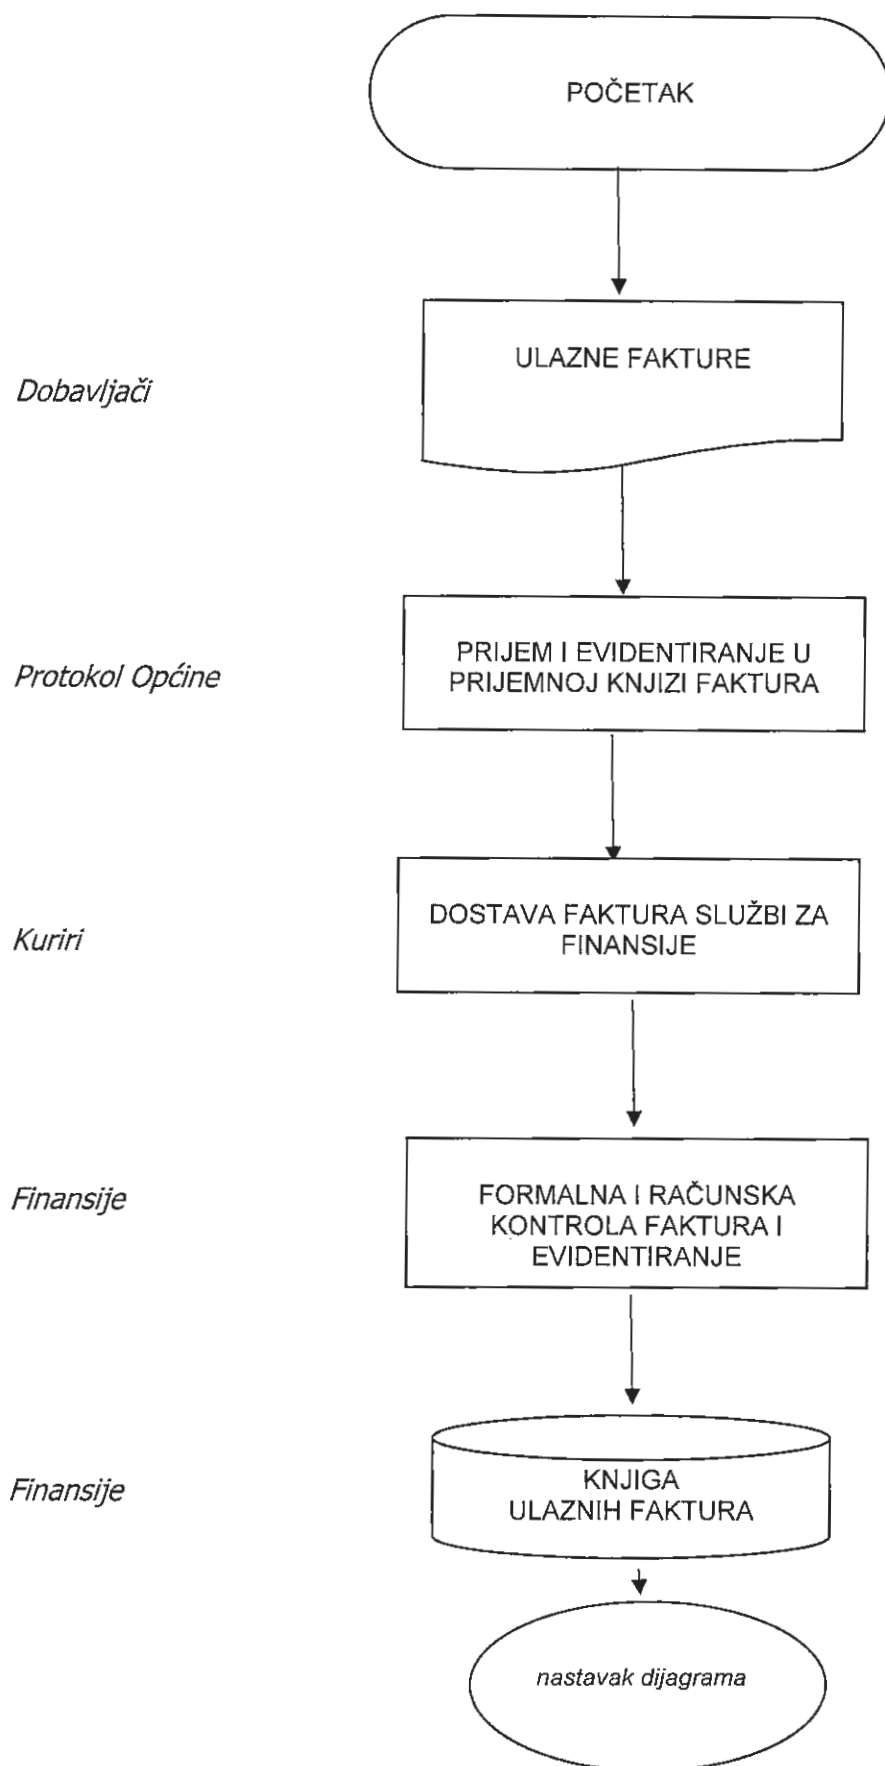 POČETAK
Dobavljači
ULAZNE FAKTURE
Protokol Općine
PRIJEM I EVIDENTIRANJE U
PRIJEMNOJ KNJIZI FAKTURA
Kuriri
DOSTAVA FAKTURA SLUŽBI ZA
FINANSIJE
Finansije
FORMALNA I RAČUNSKA
KONTROLA FAKTURA I
EVIDENTIRANJE
Finansije
KNJIGA
ULAZNIH FAKTURA
nastavak dijagrama